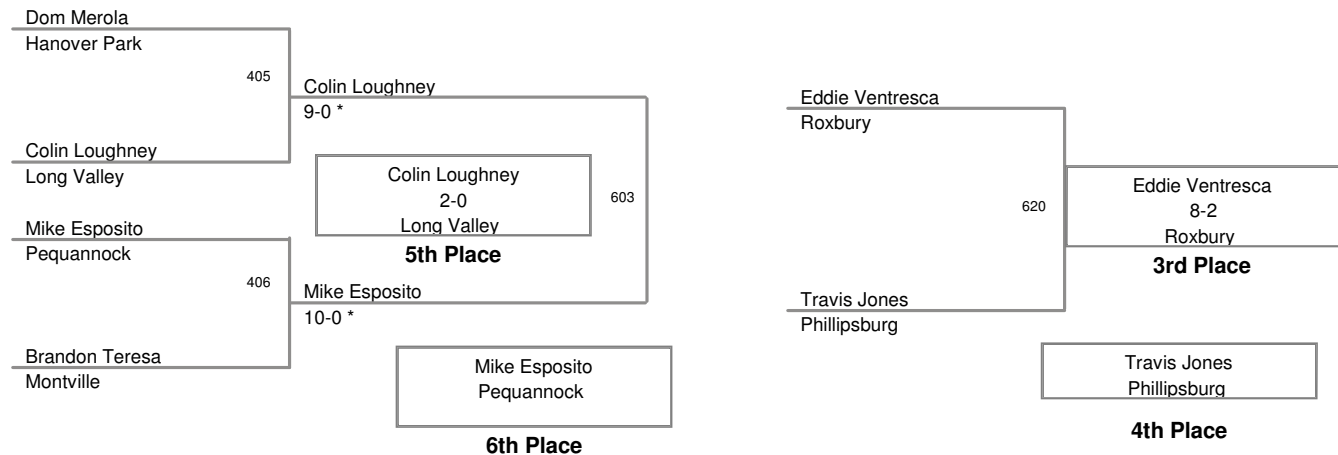 Dom Merola
Hanover Park
405
Colin Loughney
9-0 *
Colin Loughney
Long Valley
Colin Loughney
2-0
Long Valley
5th Place
603
Mike Esposito
Pequannock
406
Mike Esposito
10-0 *
Brandon Teresa
Montville
Mike Esposito
Pequannock
6th Place
Eddie Ventresca
Roxbury
620
Eddie Ventresca
8-2
Roxbury
3rd Place
Travis Jones
Phillipsburg
Travis Jones
Phillipsburg
4th Place